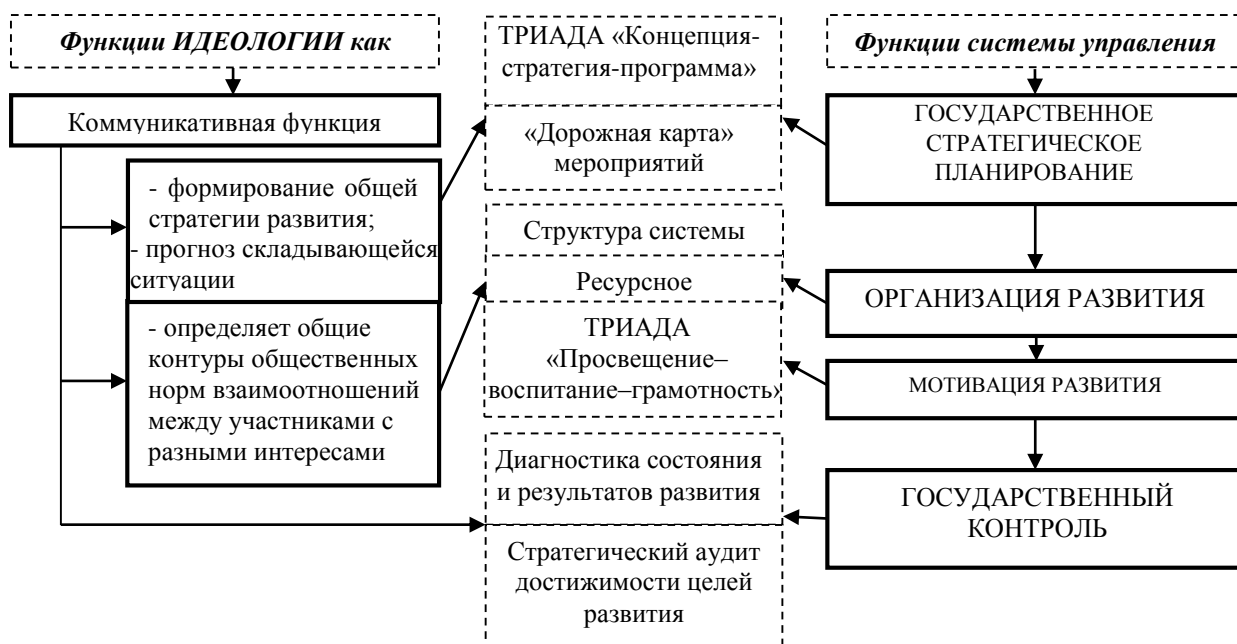 Функции ИДЕОЛОГИИ как
Коммуникативная функция
- формирование общей
стратегии развития;
- прогноз складывающейся
ситуации
- определяет общие
контуры общественных
норм взаимоотношений
между участниками с
разными интересами
ТРИАДА «Концепция-
стратегия-программа»
«Дорожная карта»
мероприятий
Структура системы
Ресурсное
ТРИАДА
«Просвещение–
воспитание–грамотность»
Диагностика состояния
и результатов развития
Стратегический аудит
достижимости целей
развития
Функции системы управления
ГОСУДАРСТВЕННОЕ
СТРАТЕГИЧЕСКОЕ
ПЛАНИРОВАНИЕ
ОРГАНИЗАЦИЯ РАЗВИТИЯ
МОТИВАЦИЯ РАЗВИТИЯ
ГОСУДАРСТВЕННЫЙ
КОНТРОЛЬ